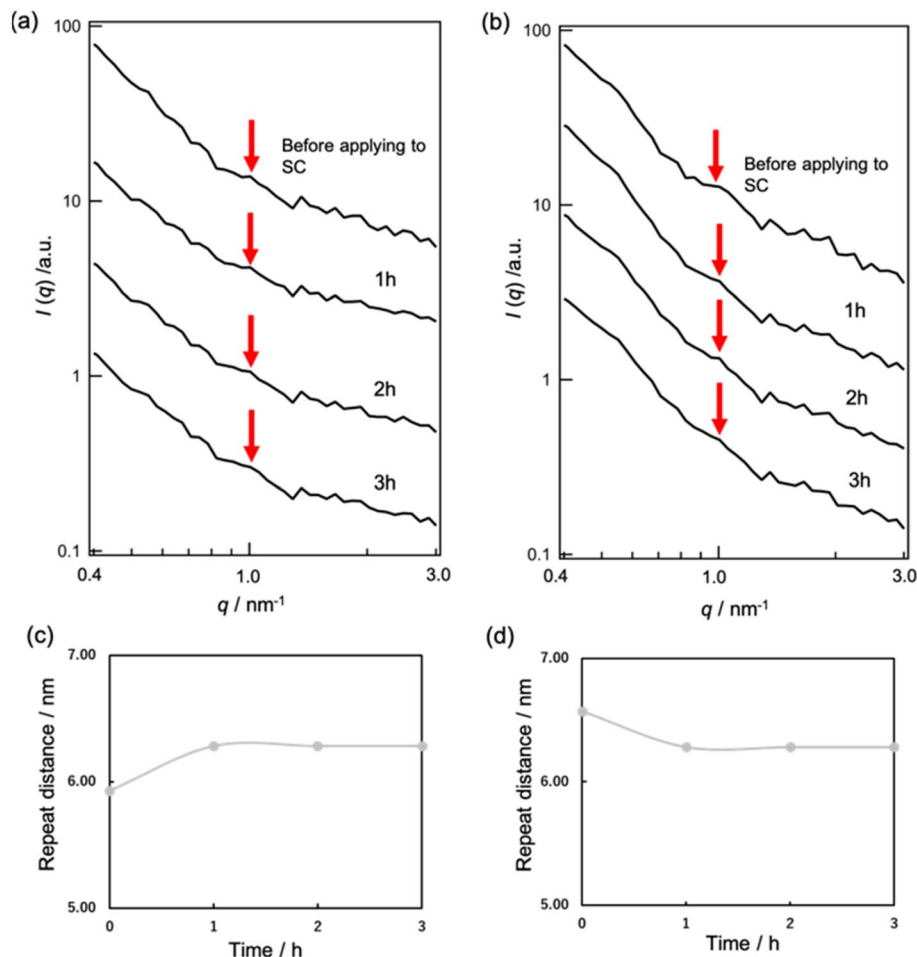 (a)
100
10
1
0.1
I (q) /a.u.
Before applying to
SC
1h
2h
3h
0.4
1.0
3.0
q / nm-1
(b)
100
10
1
0.1
I (q) /a.u.
Before applying to
SC
1h
2h
3h
0.4
1.0
3.0
q / nm-1
(c)
7.00
6.00
5.00
Repeat distance / nm
0
1
2
3
Time / h
(d)
7.00
6.00
5.00
Repeat distance / nm
0
1
2
3
Time / h